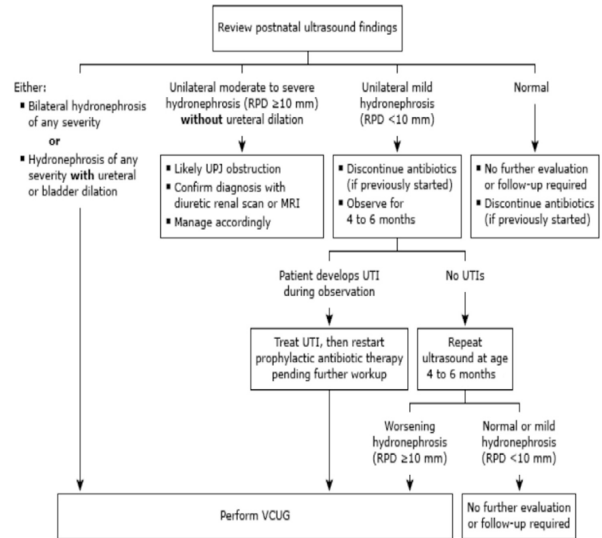 Review postnatal ultrasound findings
Either:
▪ Bilateral hydronephrosis
of any severity
or
▪ Hydronephrosis of any
severity with ureteral
or bladder dilation
Unilateral moderate to severe
hydronephrosis (RPD ≥10 mm)
without ureteral dilation
Unilateral mild
hydronephrosis
(RPD <10 mm)
Normal
▪ Likely UPJ obstruction
▪ Confirm diagnosis with
diuretic renal scan or MRI
▪ Manage accordingly
▪ Discontinue antibiotics
(if previously started)
▪ Observe for
4 to 6 months
▪ No further evaluation
or follow-up required
▪ Discontinue antibiotics
(if previously started)
Patient develops UTI
during observation
No UTIs
Treat UTI, then restart
prophylactic antibiotic therapy
pending further workup
Repeat
ultrasound at age
4 to 6 months
Worsening
hydronephrosis
(RPD ≥10 mm)
Normal or mild
hydronephrosis
(RPD <10 mm)
Perform VCUG
No further evaluation
or follow-up required